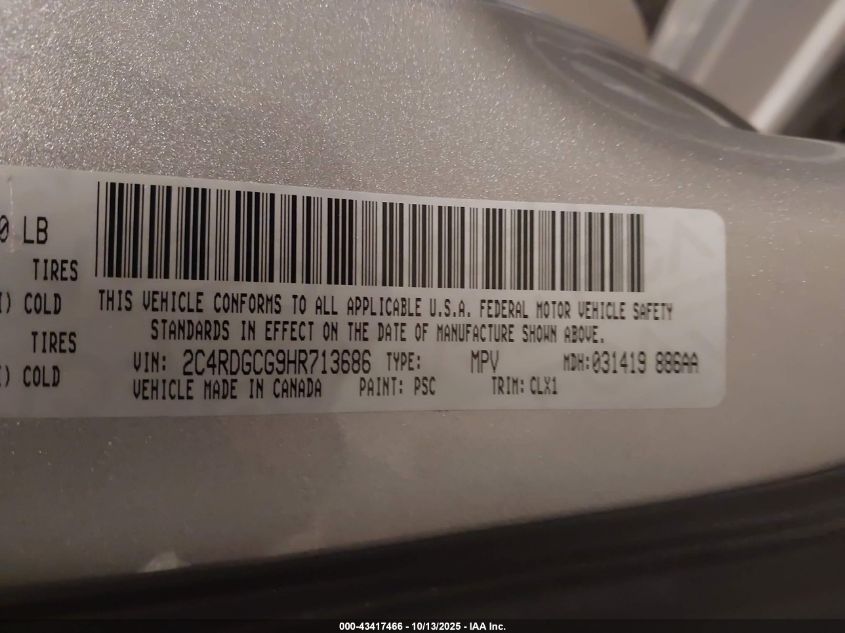 0 LB
TIRES
) COLD
THIS VEHICLE CONFORMS TO ALL APPLICABLE U.S.A. FEDERAL MOTOR VEHICLE SAFETY
TIRES
STANDARDS IN EFFECT ON THE DATE OF MANUFACTURE SHOWN ABOVE.
) COLD
VIN: 2C4RDGCG9HR713686 TYPE: MPV MDH:031419 886AA
VEHICLE MADE IN CANADA PAINT: PSC TRIM: CLX1
000-43417466 - 10/13/2025 - IAA Inc.